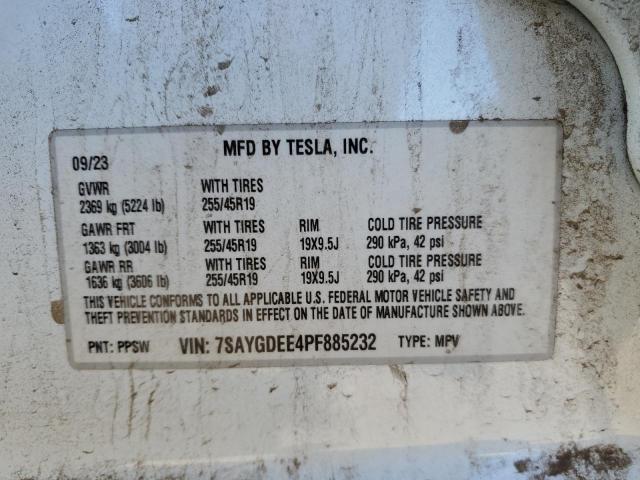 MFD BY TESLA, INC.
09/23
GVWR WITH TIRES
2369 kg (5224 lb) 255/45R19
GAWR FRT WITH TIRES RIM COLD TIRE PRESSURE
1363 kg (3004 lb) 255/45R19 19X9.5J 290 kPa, 42 psi
GAWR RR WITH TIRES RIM COLD TIRE PRESSURE
1636 kg (3606 lb) 255/45R19 19X9.5J 290 kPa, 42 psi
THIS VEHICLE CONFORMS TO ALL APPLICABLE U.S. FEDERAL MOTOR VEHICLE SAFETY AND
THEFT PREVENTION STANDARDS IN EFFECT ON THE DATE OF MANUFACTURE SHOWN ABOVE.
PNT: PPSW VIN: 7SAYGDEE4PF885232 TYPE: MPV